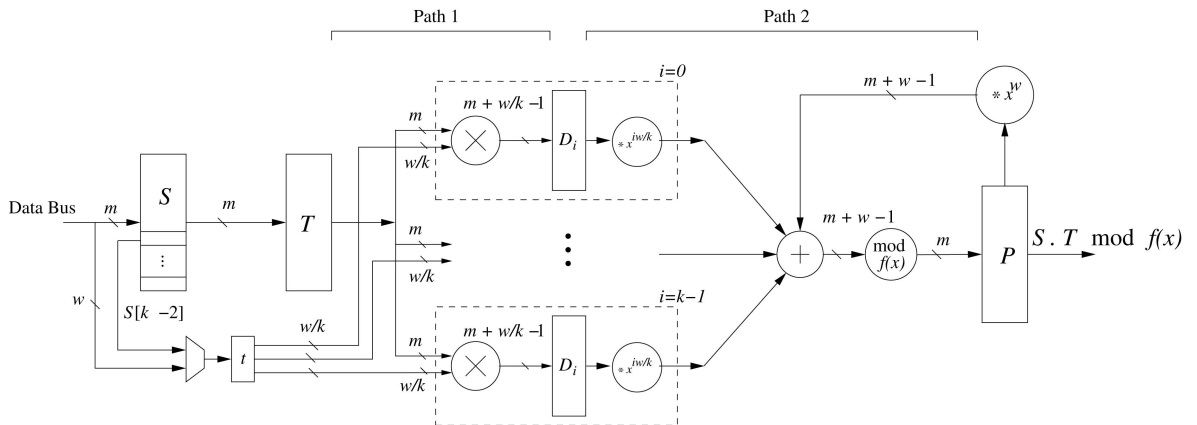 Path 1
Path 2
i=0
m + w/k −1
m
w/k
×
D_i
* x^{iw/k}
m + w −1
* x^w
Data Bus
m
S
m
T
⋮
m
w/k
m + w −1
+
mod
f(x)
m
P
S . T mod f(x)
w
S[k −2]
t
w/k
i=k−1
m + w/k −1
m
w/k
×
D_i
* x^{iw/k}